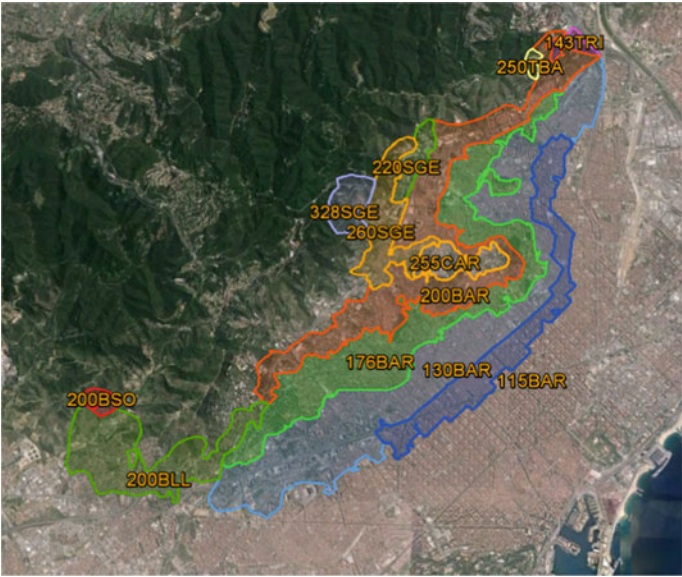 143TRI
250TBA
220SGE
328SGE
260SGE
255CAR
200BAR
176BAR
130BAR
115BAR
200BSO
200BLL